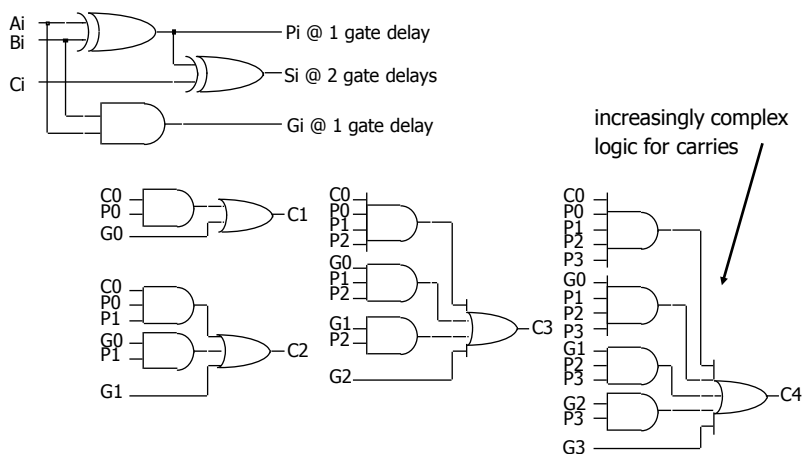 Ai
Bi
Ci
Pi @ 1 gate delay
Si @ 2 gate delays
Gi @ 1 gate delay
increasingly complex
logic for carries
C0
P0
G0
C1
C0
P0
P1
G0
P1
G1
C2
C0
P0
P1
P2
G0
P1
P2
G1
P2
G2
C3
C0
P0
P1
P2
P3
G0
P1
P2
P3
G1
P2
P3
G2
P3
G3
C4